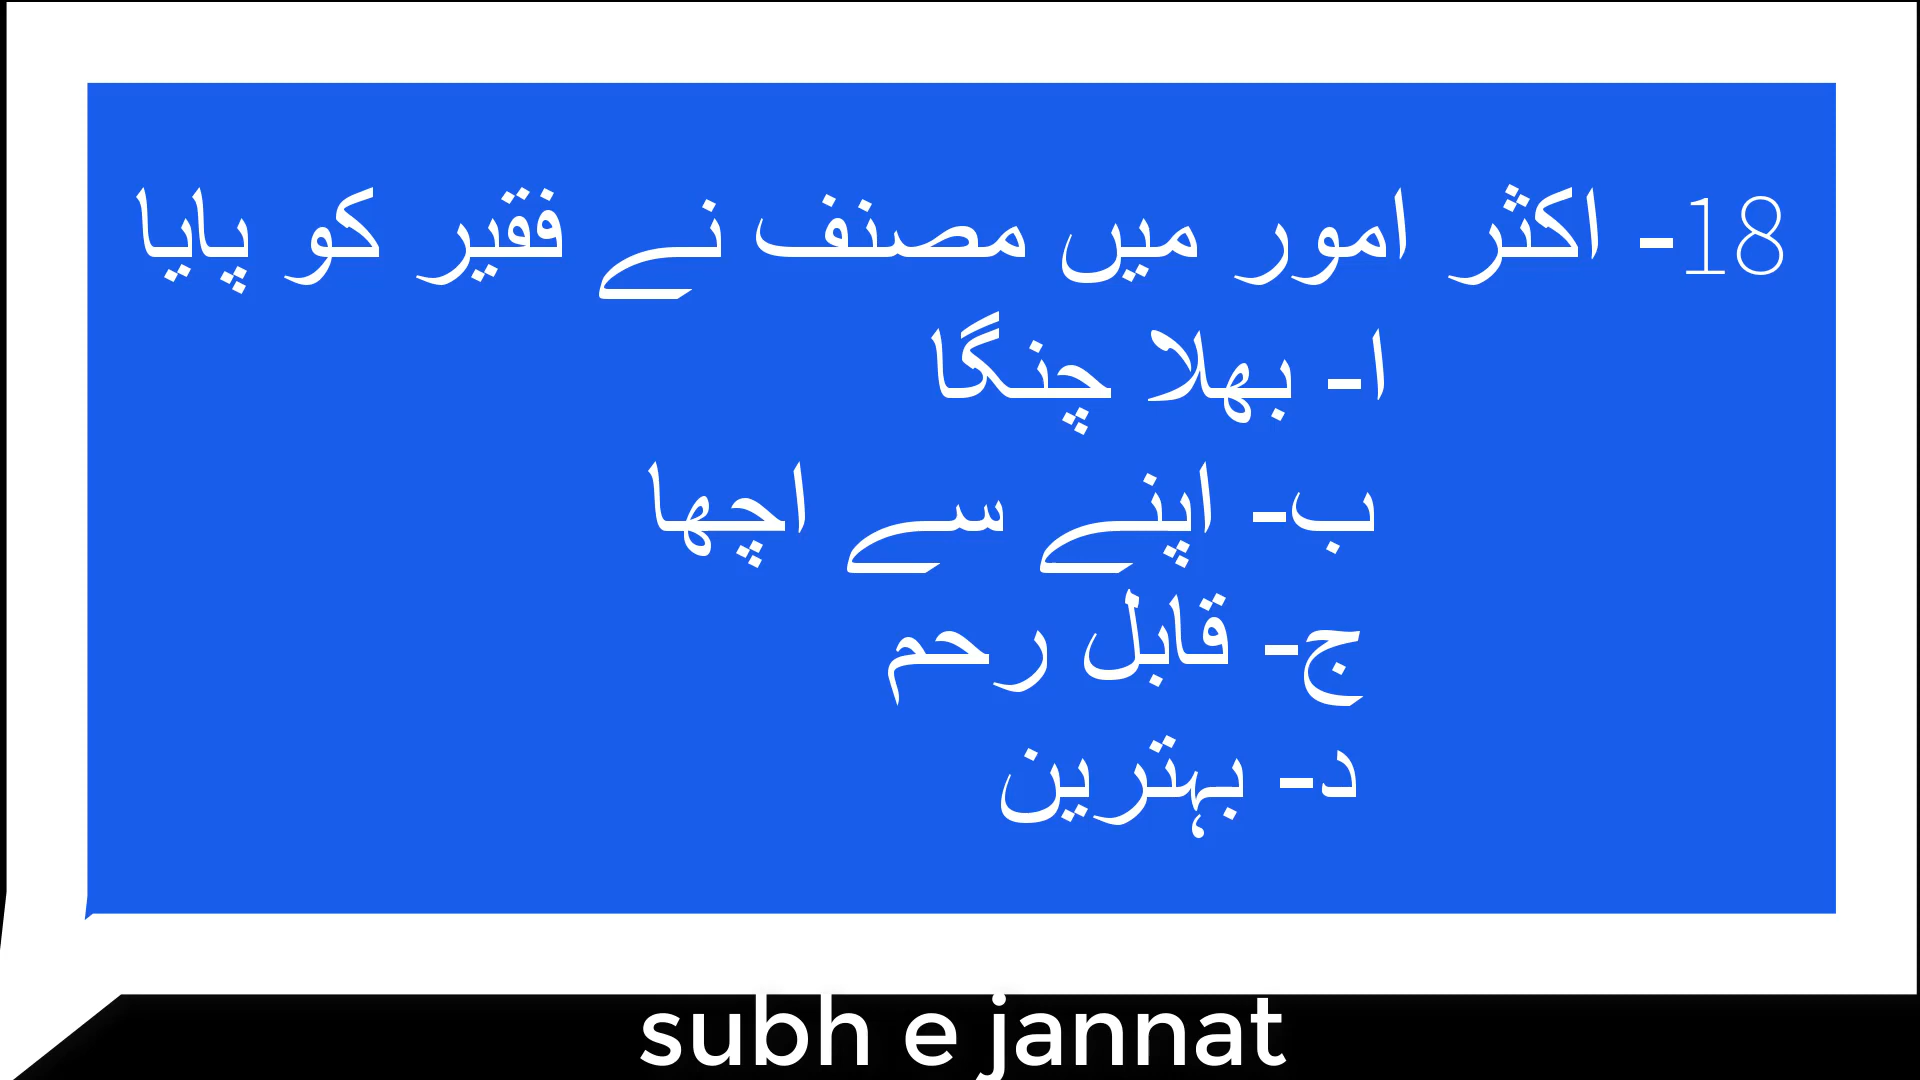 18- اکثر امور میں مصنف نے فقیر کو پایا
ا- بھلا چنگا
ب- اپنے سے اچھا
ج- قابل رحم
د- بہترین
subh e jannat